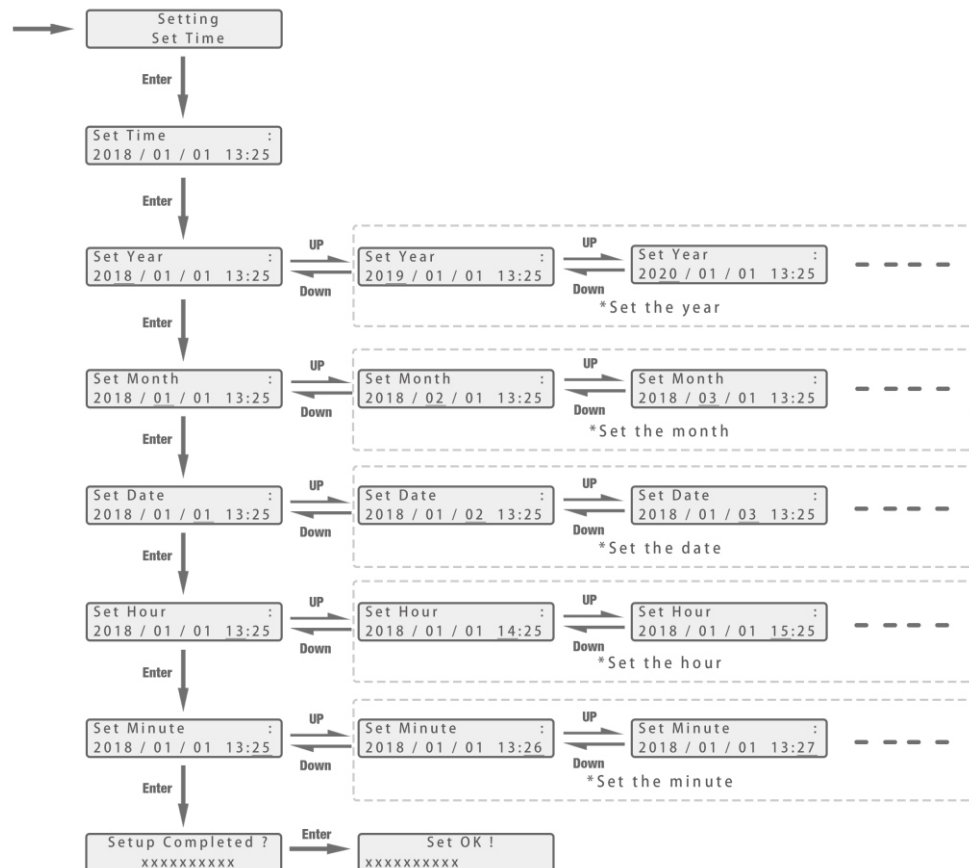 Setting
Set Time
Enter
Set Time :
2018 / 01 / 01 13:25
Enter
Set Year :
2018 / 01 / 01 13:25
UP
Down
Set Year :
2019 / 01 / 01 13:25
UP
Down
Set Year :
2020 / 01 / 01 13:25
*Set the year
Enter
Set Month :
2018 / 01 / 01 13:25
UP
Down
Set Month :
2018 / 02 / 01 13:25
UP
Down
Set Month :
2018 / 03 / 01 13:25
*Set the month
Enter
Set Date :
2018 / 01 / 01 13:25
UP
Down
Set Date :
2018 / 01 / 02 13:25
UP
Down
Set Date :
2018 / 01 / 03 13:25
*Set the date
Enter
Set Hour :
2018 / 01 / 01 13:25
UP
Down
Set Hour :
2018 / 01 / 01 14:25
UP
Down
Set Hour :
2018 / 01 / 01 15:25
*Set the hour
Enter
Set Minute :
2018 / 01 / 01 13:25
UP
Down
Set Minute :
2018 / 01 / 01 13:26
UP
Down
Set Minute :
2018 / 01 / 01 13:27
*Set the minute
Enter
Setup Completed ?
xxxxxxxxxx
Enter
Set OK !
xxxxxxxxxx